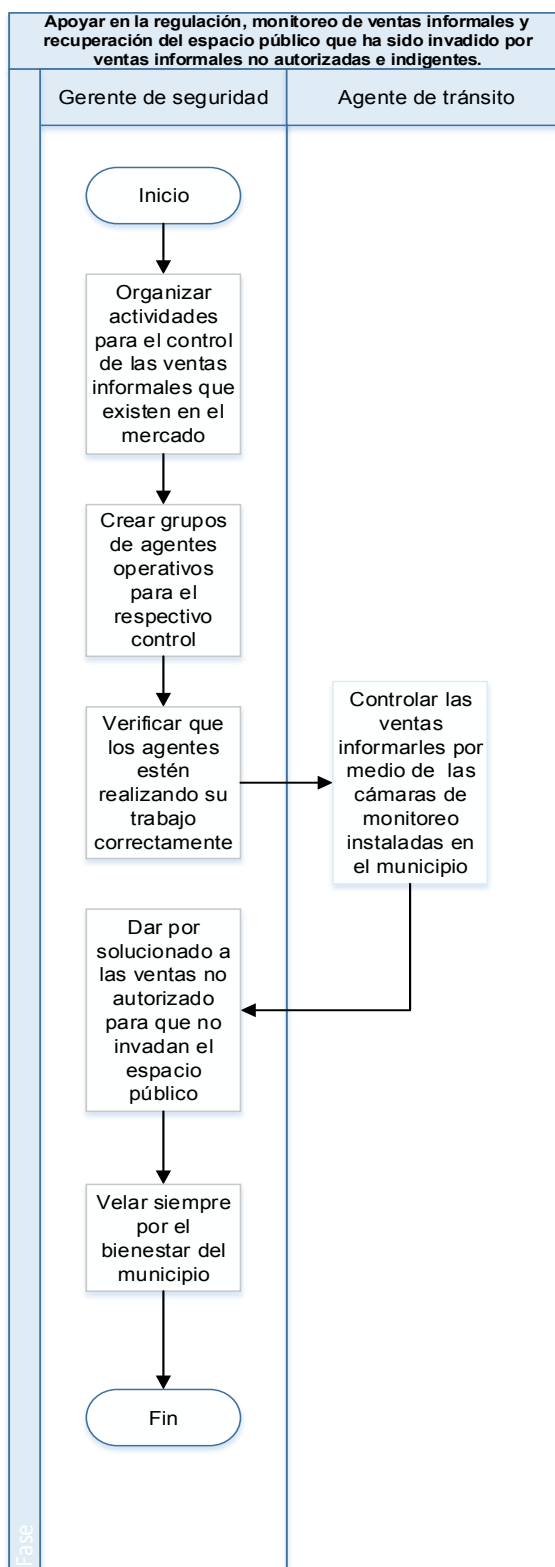 Apoyar en la regulación, monitoreo de ventas informales y
recuperación del espacio público que ha sido invadido por
ventas informales no autorizadas e indigentes.
Gerente de seguridad
Agente de tránsito
Inicio
Organizar
actividades
para el control
de las ventas
informales que
existen en el
mercado
Crear grupos
de agentes
operativos
para el
respectivo
control
Verificar que
los agentes
estén
realizando su
trabajo
correctamente
Controlar las
ventas
informarles por
medio de las
cámaras de
monitoreo
instaladas en
el municipio
Dar por
solucionado a
las ventas no
autorizado
para que no
invadan el
espacio
público
Velar siempre
por el
bienestar del
municipio
Fin
Fase